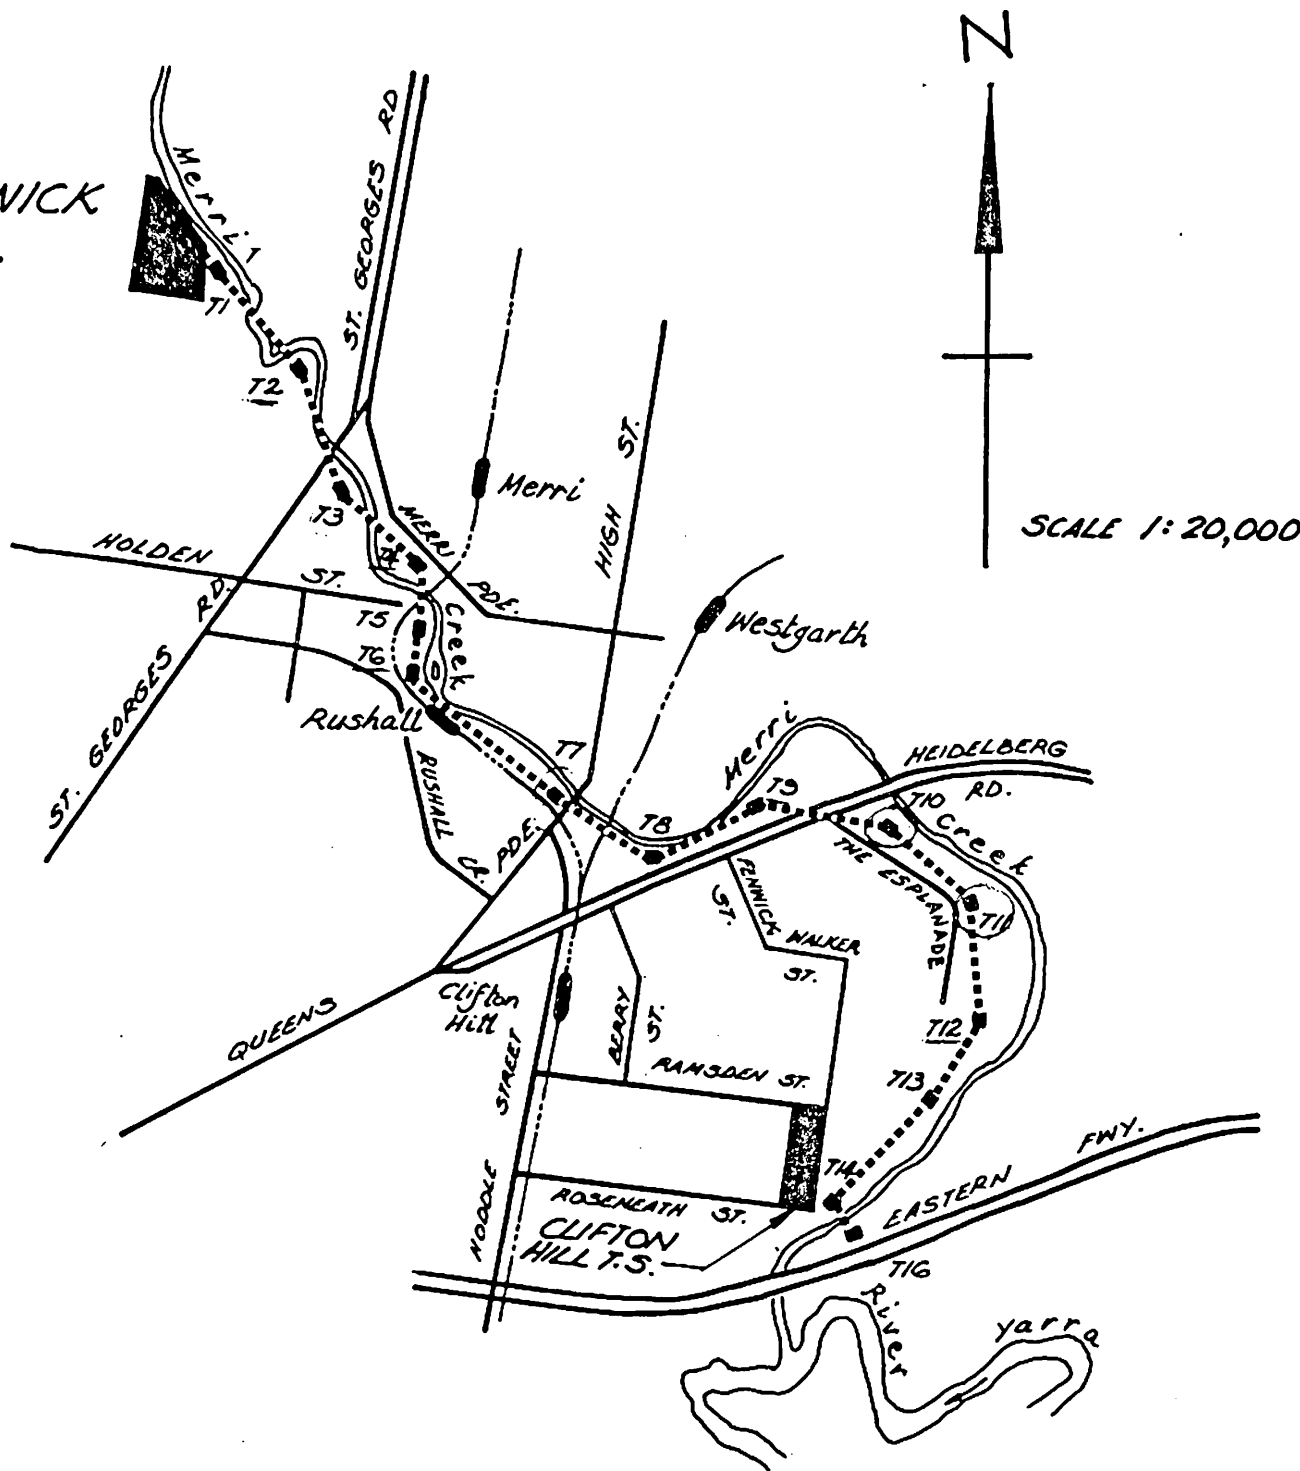 N
WICK
Merri
T1
T2
ST. GEORGES RD
Merri
HIGH ST.
SCALE 1:20,000
T3
MERRI PDE.
T4
HOLDEN ST.
T5
Creek
T6
Westgarth
ST. GEORGES RD.
Rushall
RUSHALL CR.
T7
Merri
HEIDELBERG RD.
T8
T9
T10
Creek
PDE.
THE ESPLANADE
FENWICK ST.
T11
WALKER ST.
QUEENS
Clifton
Hill
T12
BERRY ST.
RAMSDEN ST.
T13
STREET
HODDLE
T14
ROSENEATH ST.
CLIFTON
HILL T.S.
EASTERN FWY.
T16
River
Yarra